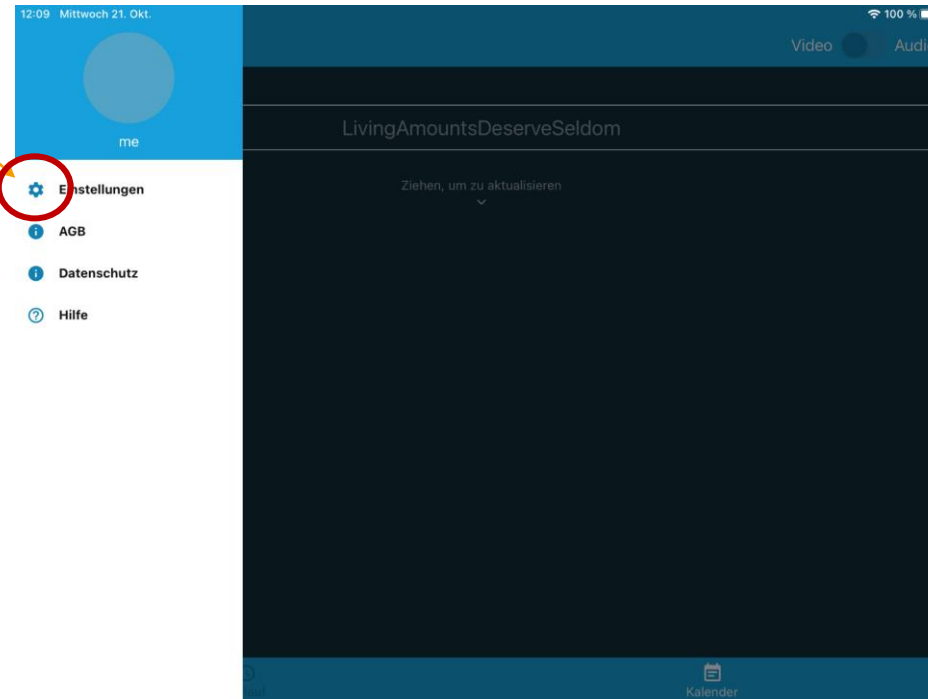 12:09 Mittwoch 21. Okt.
100 %
Video
me
LivingAmountsDeserveSeldom
Einstellungen
Ziehen, um zu aktualisieren
AGB
Datenschutz
Hilfe
Kalender